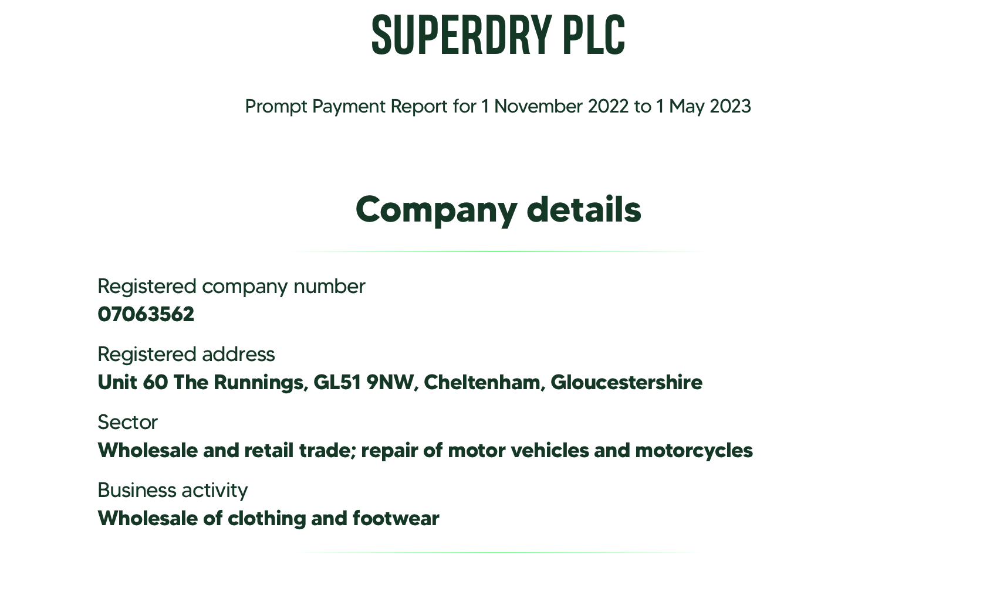 SUPERDRY PLC
Prompt Payment Report for 1 November 2022 to 1 May 2023
Company details
Registered company number
07063562
Registered address
Unit 60 The Runnings, GL51 9NW, Cheltenham, Gloucestershire
Sector
Wholesale and retail trade; repair of motor vehicles and motorcycles
Business activity
Wholesale of clothing and footwear